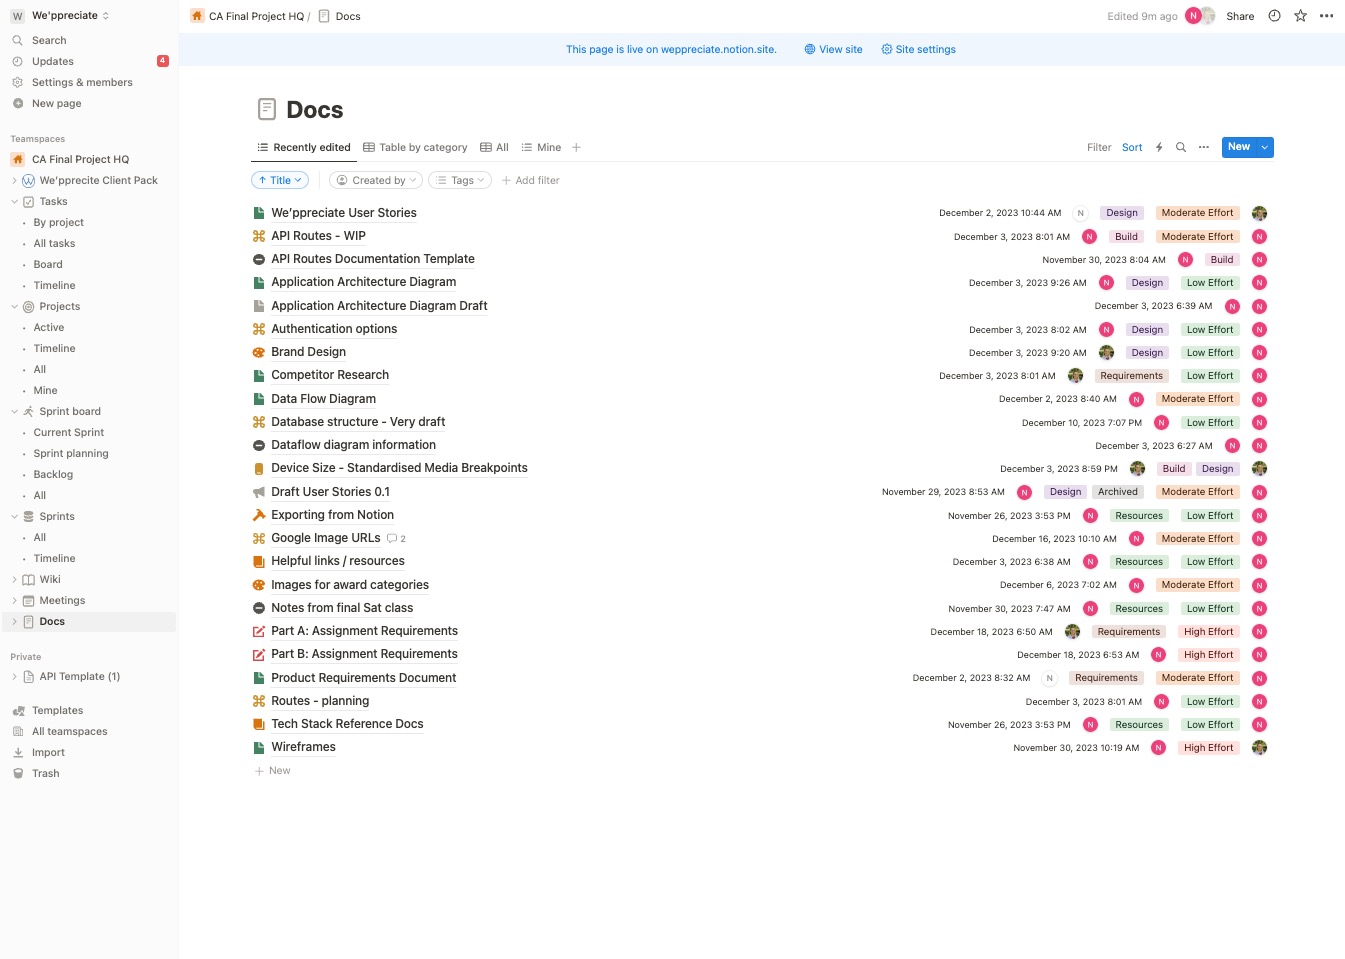 W We'ppreciate
CA Final Project HQ / Docs
Edited 9m ago N Share
Search
Updates 4
Settings & members
New page
Teamspaces
CA Final Project HQ
We'pprecite Client Pack
Tasks
By project
All tasks
Board
Timeline
Projects
Active
Timeline
All
Mine
Sprint board
Current Sprint
Sprint planning
Backlog
All
Sprints
All
Timeline
Wiki
Meetings
Docs
Private
API Template (1)
Templates
All teamspaces
Import
Trash
This page is live on weppreciate.notion.site. View site Site settings
Docs
Recently edited Table by category All Mine
Filter Sort New
Title Created by Tags Add filter
We'ppreciate User Stories December 2, 2023 10:44 AM N Design Moderate Effort
API Routes - WIP December 3, 2023 8:01 AM N Build Moderate Effort N
API Routes Documentation Template November 30, 2023 8:04 AM N Build N
Application Architecture Diagram December 3, 2023 9:26 AM N Design Low Effort N
Application Architecture Diagram Draft December 3, 2023 6:39 AM N N
Authentication options December 3, 2023 8:02 AM N Design Low Effort N
Brand Design December 3, 2023 9:20 AM Design Low Effort N
Competitor Research December 3, 2023 8:01 AM Requirements Low Effort N
Data Flow Diagram December 2, 2023 8:40 AM N Moderate Effort N
Database structure - Very draft December 10, 2023 7:07 PM N Low Effort N
Dataflow diagram information December 3, 2023 6:27 AM N N
Device Size - Standardised Media Breakpoints December 3, 2023 8:59 PM Build Design
Draft User Stories 0.1 November 29, 2023 8:53 AM N Design Archived Moderate Effort N
Exporting from Notion November 26, 2023 3:53 PM N Resources Low Effort N
Google Image URLs 2 December 16, 2023 10:10 AM N Moderate Effort N
Helpful links / resources December 3, 2023 6:38 AM N Resources Low Effort N
Images for award categories December 6, 2023 7:02 AM N Moderate Effort N
Notes from final Sat class November 30, 2023 7:47 AM N Resources Low Effort N
Part A: Assignment Requirements December 18, 2023 6:50 AM Requirements High Effort N
Part B: Assignment Requirements December 18, 2023 6:53 AM N High Effort N
Product Requirements Document December 2, 2023 8:32 AM N Requirements Moderate Effort N
Routes - planning December 3, 2023 8:01 AM N Low Effort N
Tech Stack Reference Docs November 26, 2023 3:53 PM N Resources Low Effort N
Wireframes November 30, 2023 10:19 AM N High Effort
New